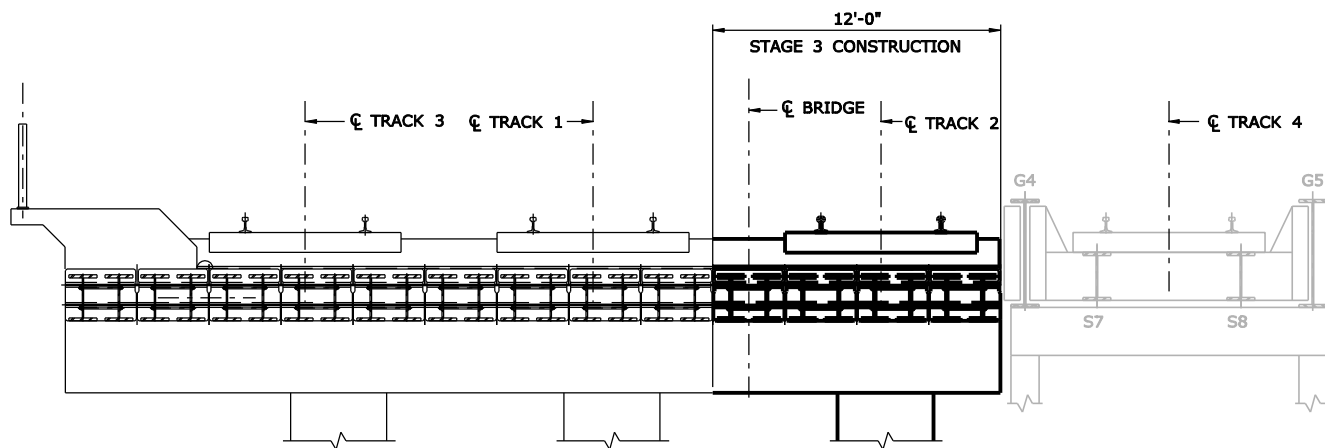 12'-0"
STAGE 3 CONSTRUCTION
℄ TRACK 3
℄ TRACK 1
℄ BRIDGE
℄ TRACK 2
℄ TRACK 4
G4
G5
S7
S8